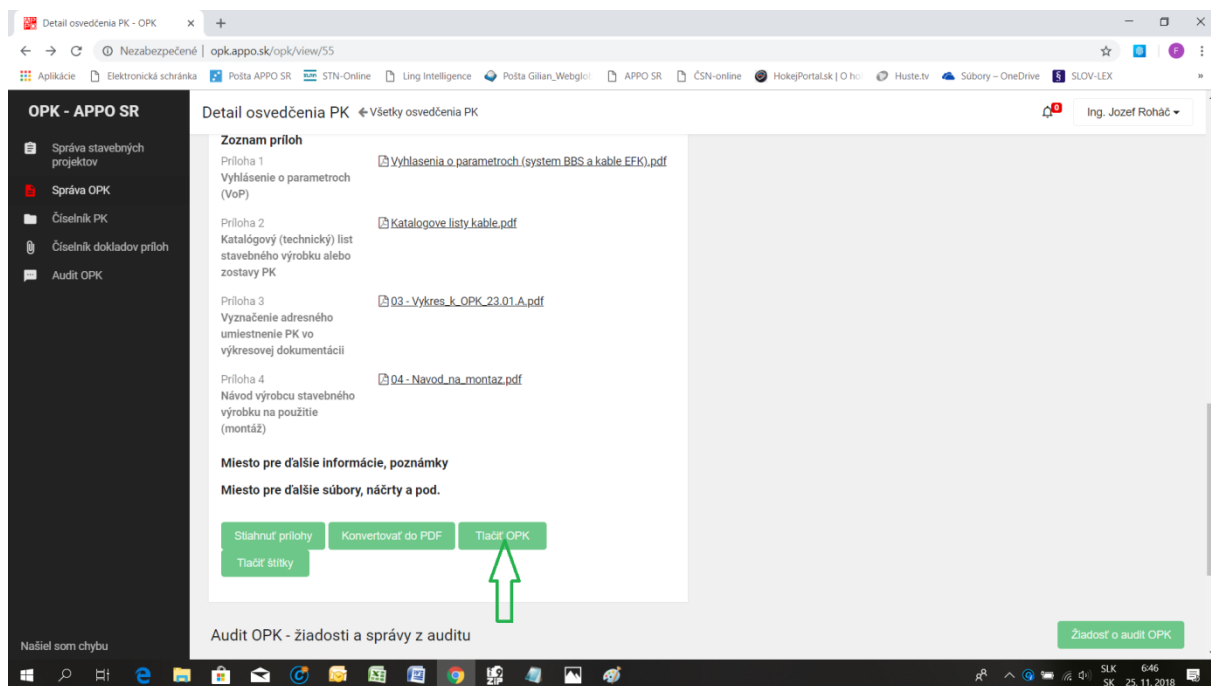 Detail osvedčenia PK - OPK
Nezabezpečené | opk.appo.sk/opk/view/55
Aplikácie Elektronická schránka Pošta APPO SR STN-Online Ling Intelligence Pošta Gilian_Webglo APPO SR ČSN-online HokejPortal.sk | O ho Huste.tv Súbory – OneDrive SLOV-LEX
OPK - APPO SR
Detail osvedčenia PK Všetky osvedčenia PK
0
Ing. Jozef Roháč
Správa stavebných
projektov
Správa OPK
Číselník PK
Číselník dokladov príloh
Audit OPK
Zoznam príloh
Príloha 1
Vyhlásenie o parametroch
(VoP)
Vyhlasenia o parametroch (system BBS a kable EFK).pdf
Príloha 2
Katalógový (technický) list
stavebného výrobku alebo
zostavy PK
Katalogove listy kable.pdf
Príloha 3
Vyznačenie adresného
umiestnenie PK vo
výkresovej dokumentácii
03 - Vykres_k_OPK_23.01.A.pdf
Príloha 4
Návod výrobcu stavebného
výrobku na použitie
(montáž)
04 - Navod_na_montaz.pdf
Miesto pre ďalšie informácie, poznámky
Miesto pre ďalšie súbory, náčrty a pod.
Stiahnuť prílohy Konvertovať do PDF Tlačiť OPK
Tlačiť štítky
Audit OPK - žiadosti a správy z auditu
Žiadosť o audit OPK
Našiel som chybu
SLK
SK
6:46
25. 11. 2018